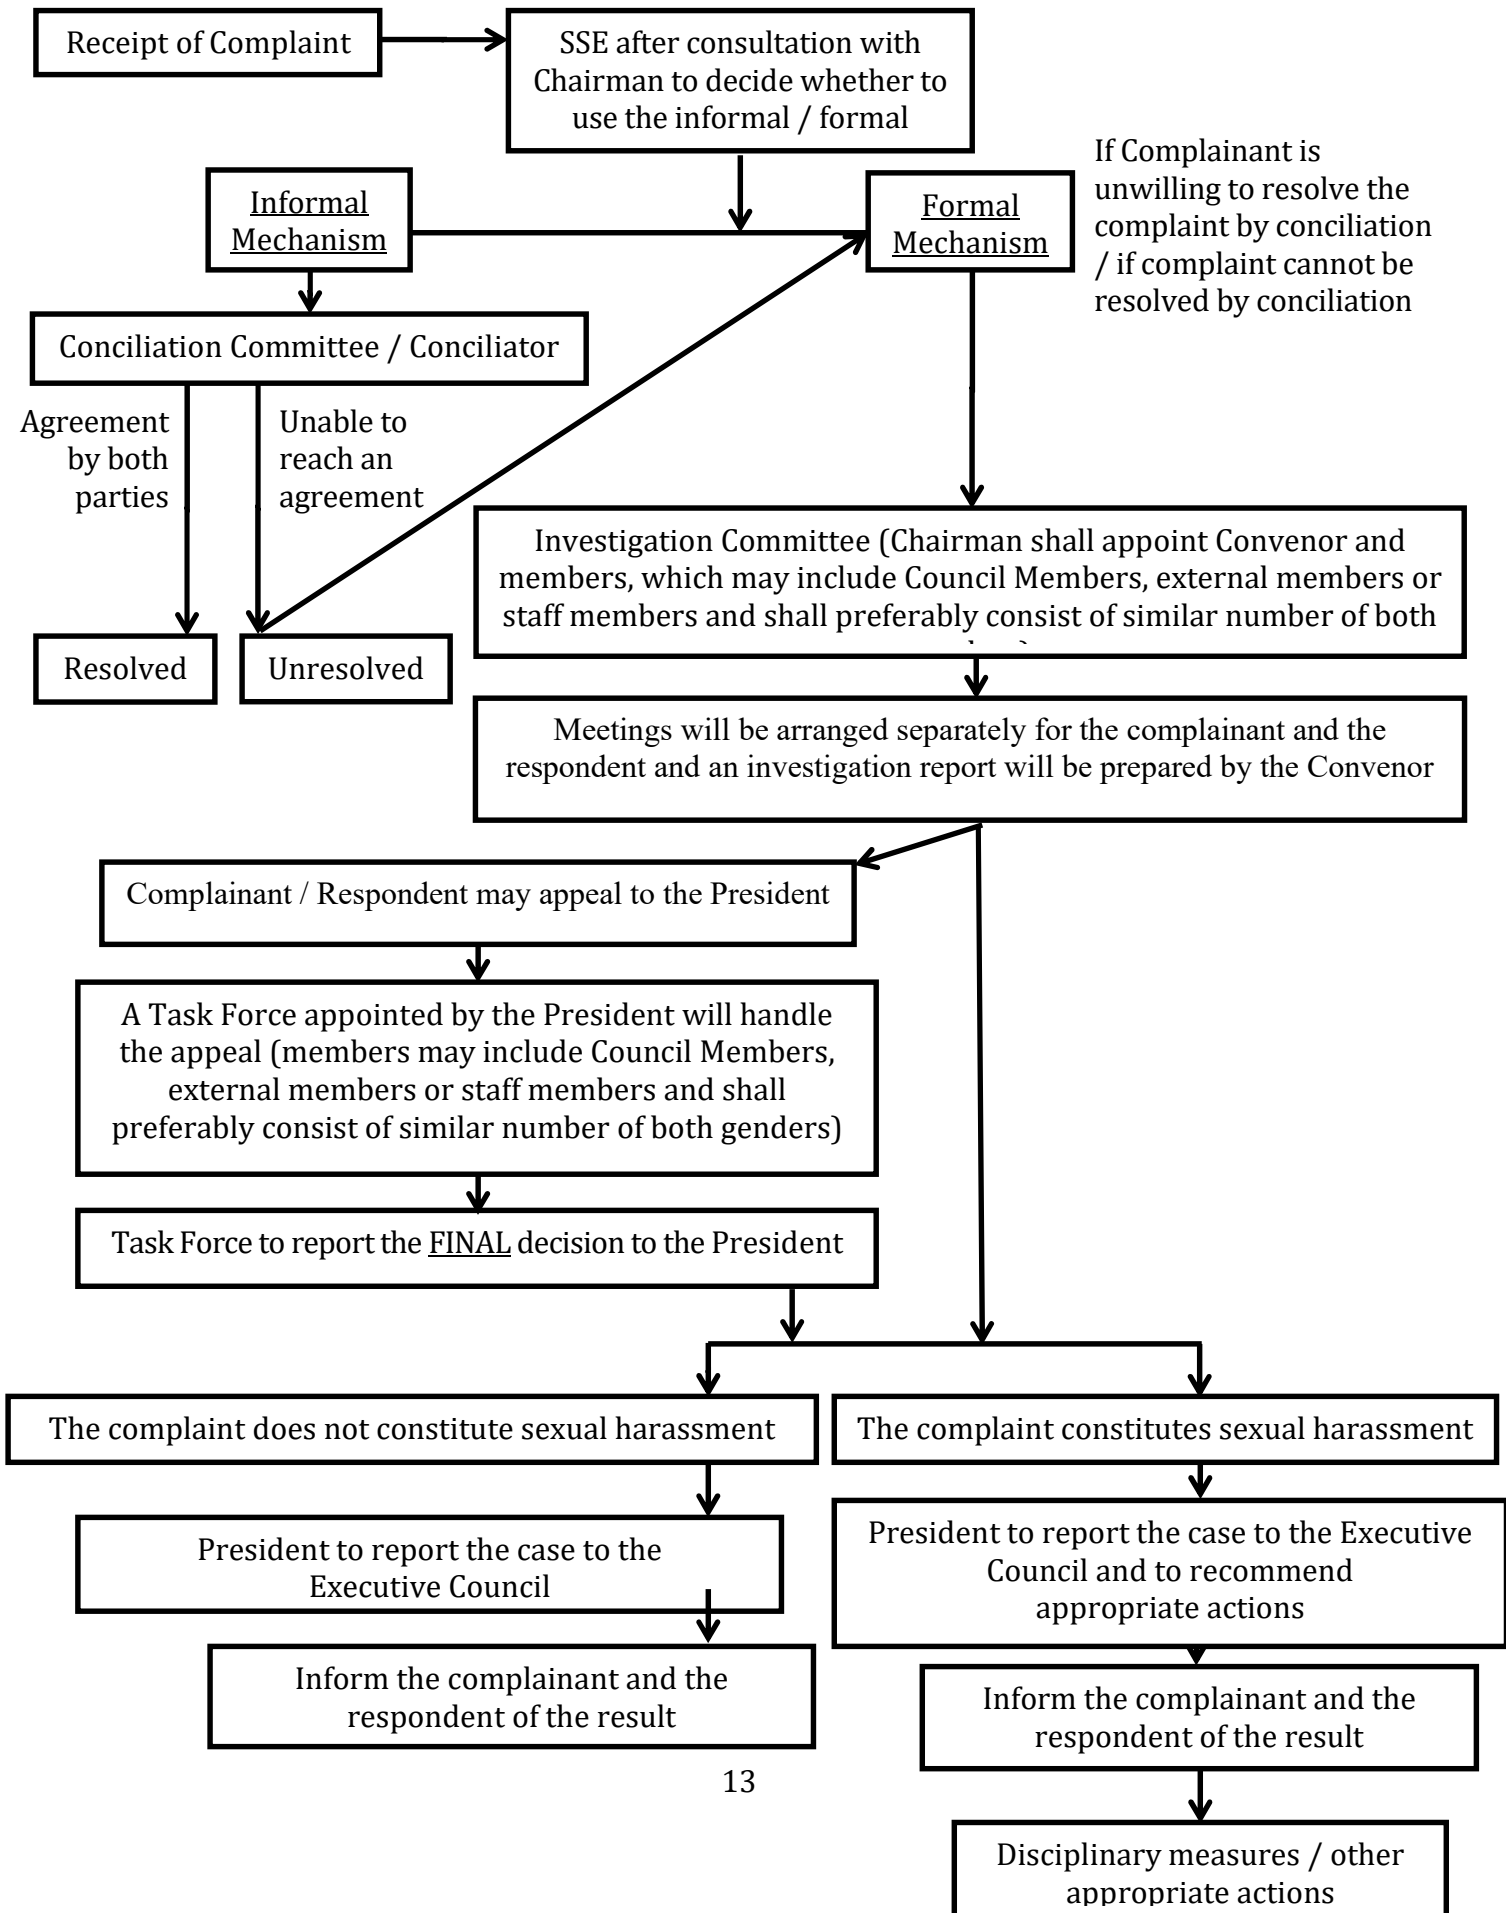 Receipt of Complaint
SSE after consultation with
Chairman to decide whether to
use the informal / formal
If Complainant is
unwilling to resolve the
complaint by conciliation
/ if complaint cannot be
resolved by conciliation
Informal
Mechanism
Formal
Mechanism
Conciliation Committee / Conciliator
Agreement
by both
parties
Unable to
reach an
agreement
Resolved
Unresolved
Investigation Committee (Chairman shall appoint Convenor and
members, which may include Council Members, external members or
staff members and shall preferably consist of similar number of both
Meetings will be arranged separately for the complainant and the
respondent and an investigation report will be prepared by the Convenor
Complainant / Respondent may appeal to the President
A Task Force appointed by the President will handle
the appeal (members may include Council Members,
external members or staff members and shall
preferably consist of similar number of both genders)
Task Force to report the FINAL decision to the President
The complaint does not constitute sexual harassment
The complaint constitutes sexual harassment
President to report the case to the
Executive Council
President to report the case to the Executive
Council and to recommend
appropriate actions
Inform the complainant and the
respondent of the result
Inform the complainant and the
respondent of the result
13
Disciplinary measures / other
appropriate actions